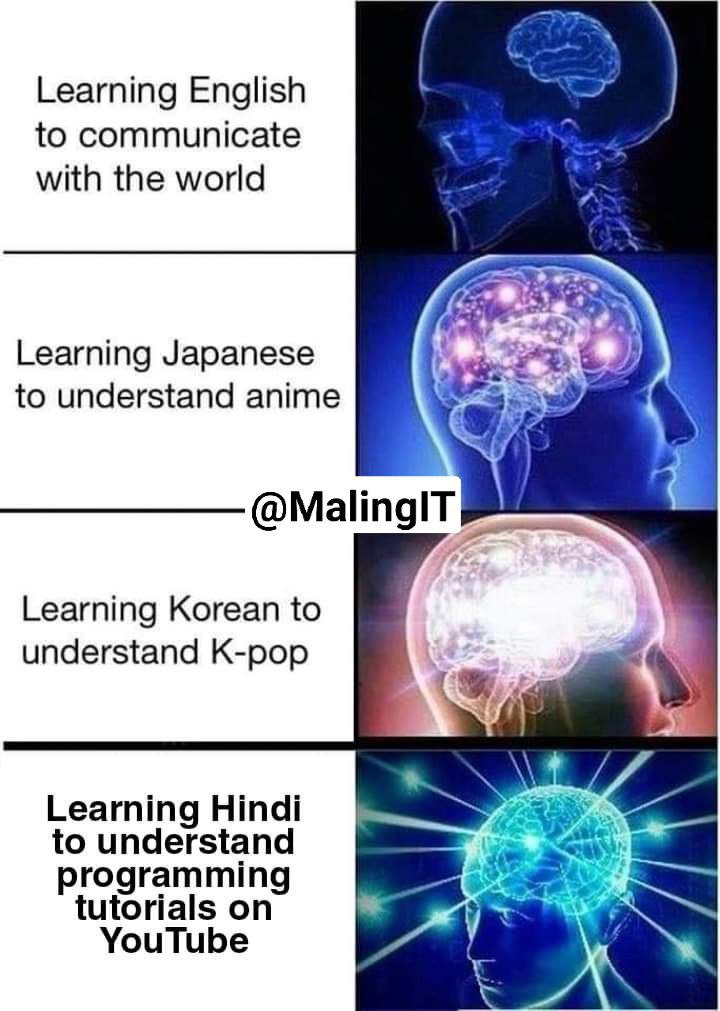 Learning English
to communicate
with the world
Learning Japanese
to understand anime
@MalingIT
Learning Korean to
understand K-pop
Learning Hindi
to understand
programming
tutorials on
YouTube